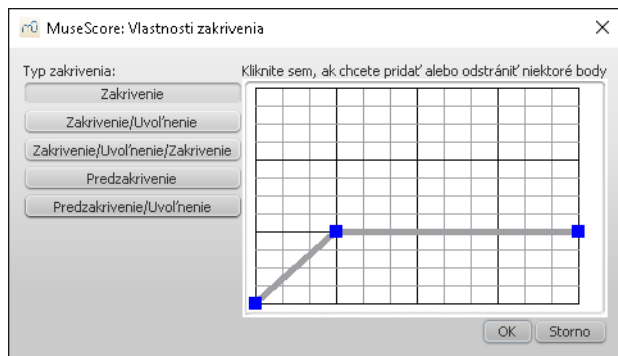 MuseScore: Vlastnosti zakrivenia
Typ zakrivenia:
Kliknite sem, ak chcete pridať alebo odstrániť niektoré body
Zakrivenie
Zakrivenie/Uvoľnenie
Zakrivenie/Uvoľnenie/Zakrivenie
Predzakrivenie
Predzakrivenie/Uvoľnenie
OK
Storno